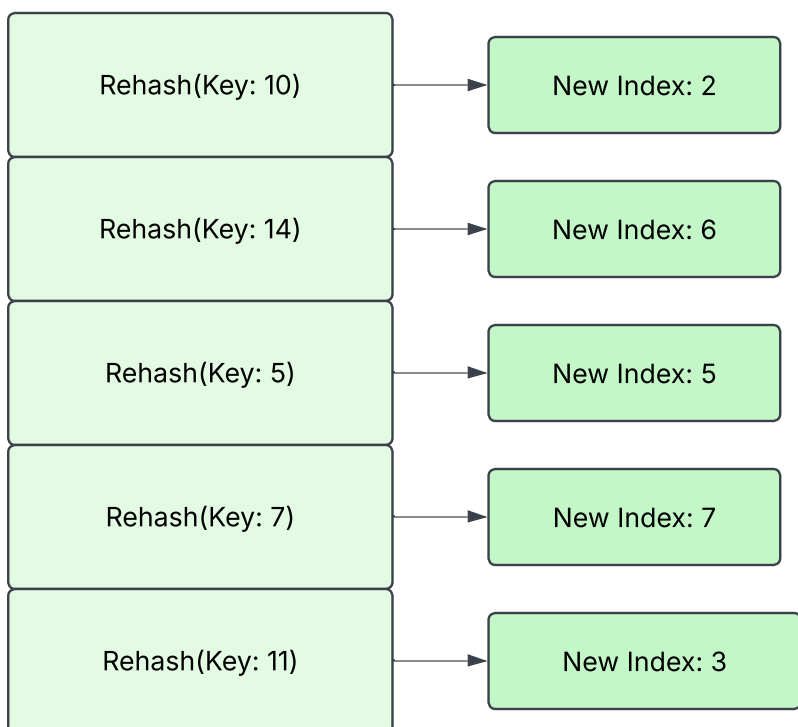 Rehash(Key: 10)
New Index: 2
Rehash(Key: 14)
New Index: 6
Rehash(Key: 5)
New Index: 5
Rehash(Key: 7)
New Index: 7
Rehash(Key: 11)
New Index: 3